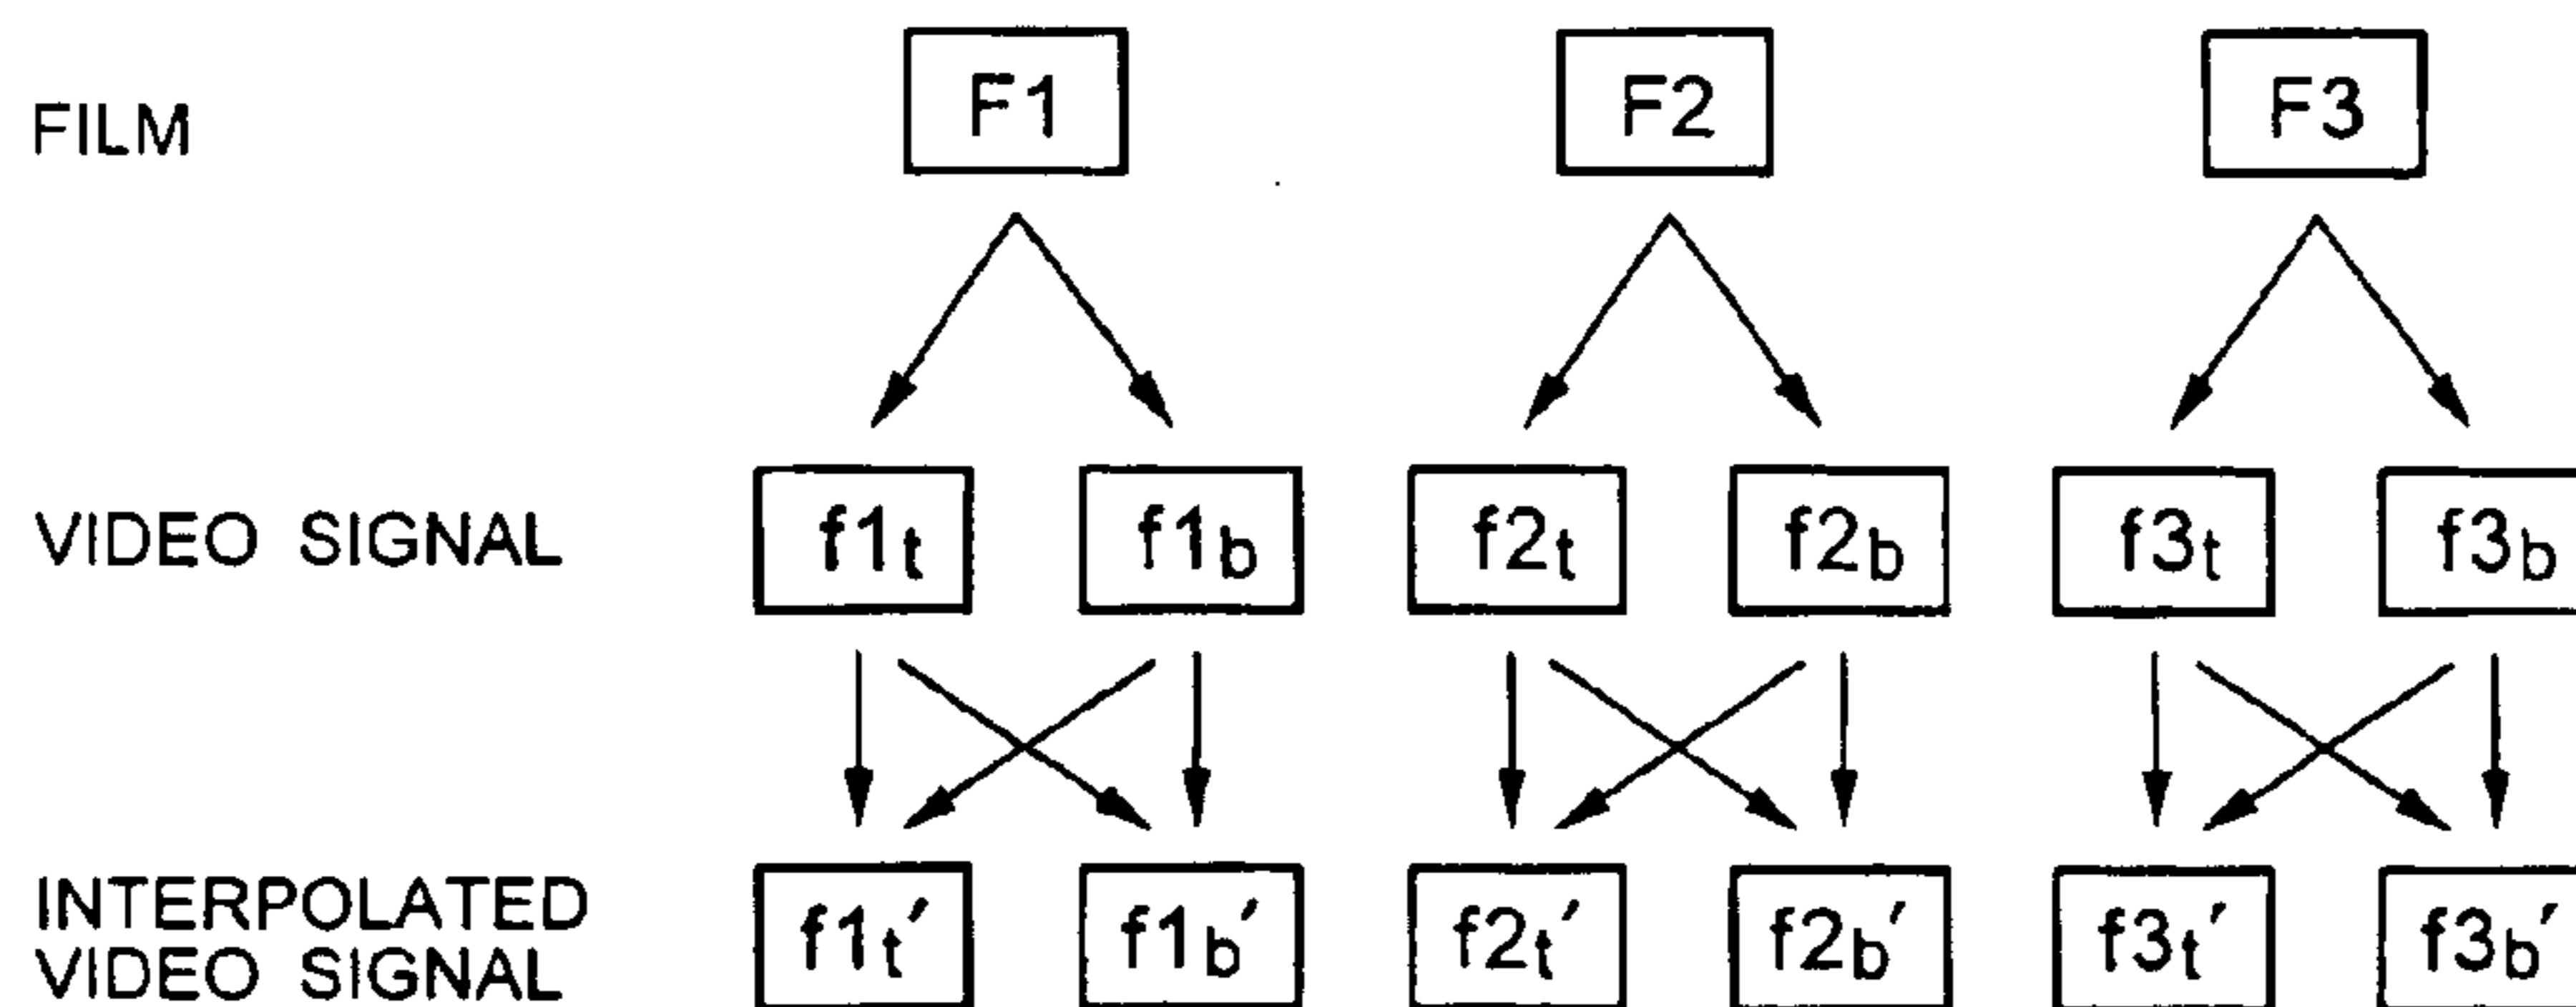 FILM F1 F2 F3
VIDEO SIGNAL f1t f1b f2t f2b f3t f3b
INTERPOLATED
VIDEO SIGNAL f1t′ f1b′ f2t′ f2b′ f3t′ f3b′